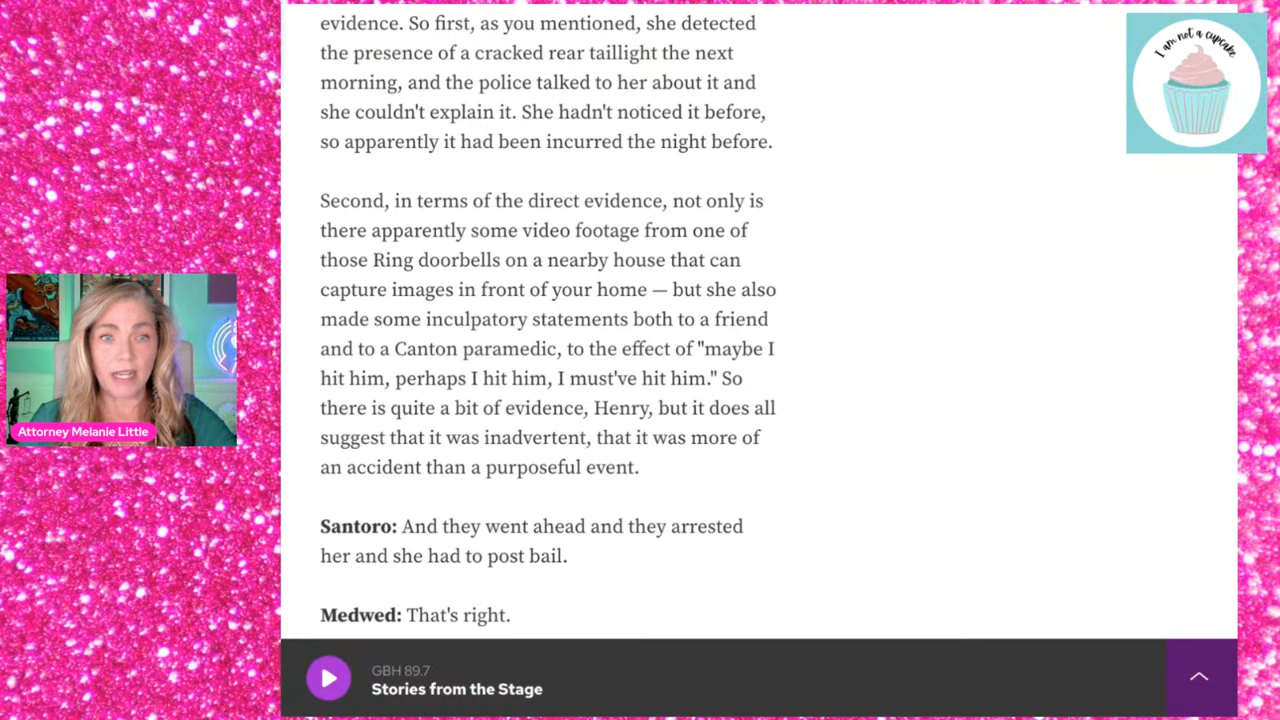 evidence. So first, as you mentioned, she detected
the presence of a cracked rear taillight the next
morning, and the police talked to her about it and
she couldn't explain it. She hadn't noticed it before,
so apparently it had been incurred the night before.
Second, in terms of the direct evidence, not only is
there apparently some video footage from one of
those Ring doorbells on a nearby house that can
capture images in front of your home — but she also
made some inculpatory statements both to a friend
and to a Canton paramedic, to the effect of "maybe I
hit him, perhaps I hit him, I must've hit him." So
there is quite a bit of evidence, Henry, but it does all
suggest that it was inadvertent, that it was more of
an accident than a purposeful event.
Santoro: And they went ahead and they arrested
her and she had to post bail.
Medwed: That's right.
GBH 89.7
Stories from the Stage
Attorney Melanie Little
I am not a cupcake